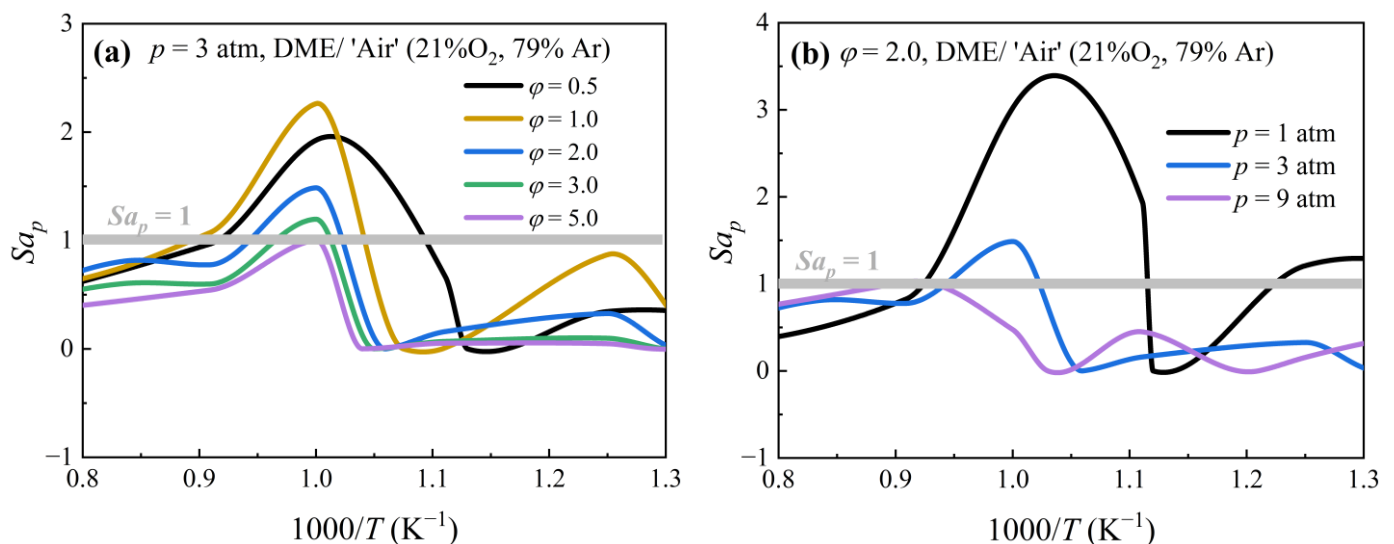 (a) p = 3 atm, DME/ 'Air' (21%O₂, 79% Ar)
φ = 0.5
φ = 1.0
φ = 2.0
φ = 3.0
φ = 5.0
Saₚ = 1
3
2
1
0
−1
Saₚ
0.8 0.9 1.0 1.1 1.2 1.3
1000/T (K⁻¹)
(b) φ = 2.0, DME/ 'Air' (21%O₂, 79% Ar)
p = 1 atm
p = 3 atm
p = 9 atm
Saₚ = 1
4
3
2
1
0
−1
Saₚ
0.8 0.9 1.0 1.1 1.2 1.3
1000/T (K⁻¹)